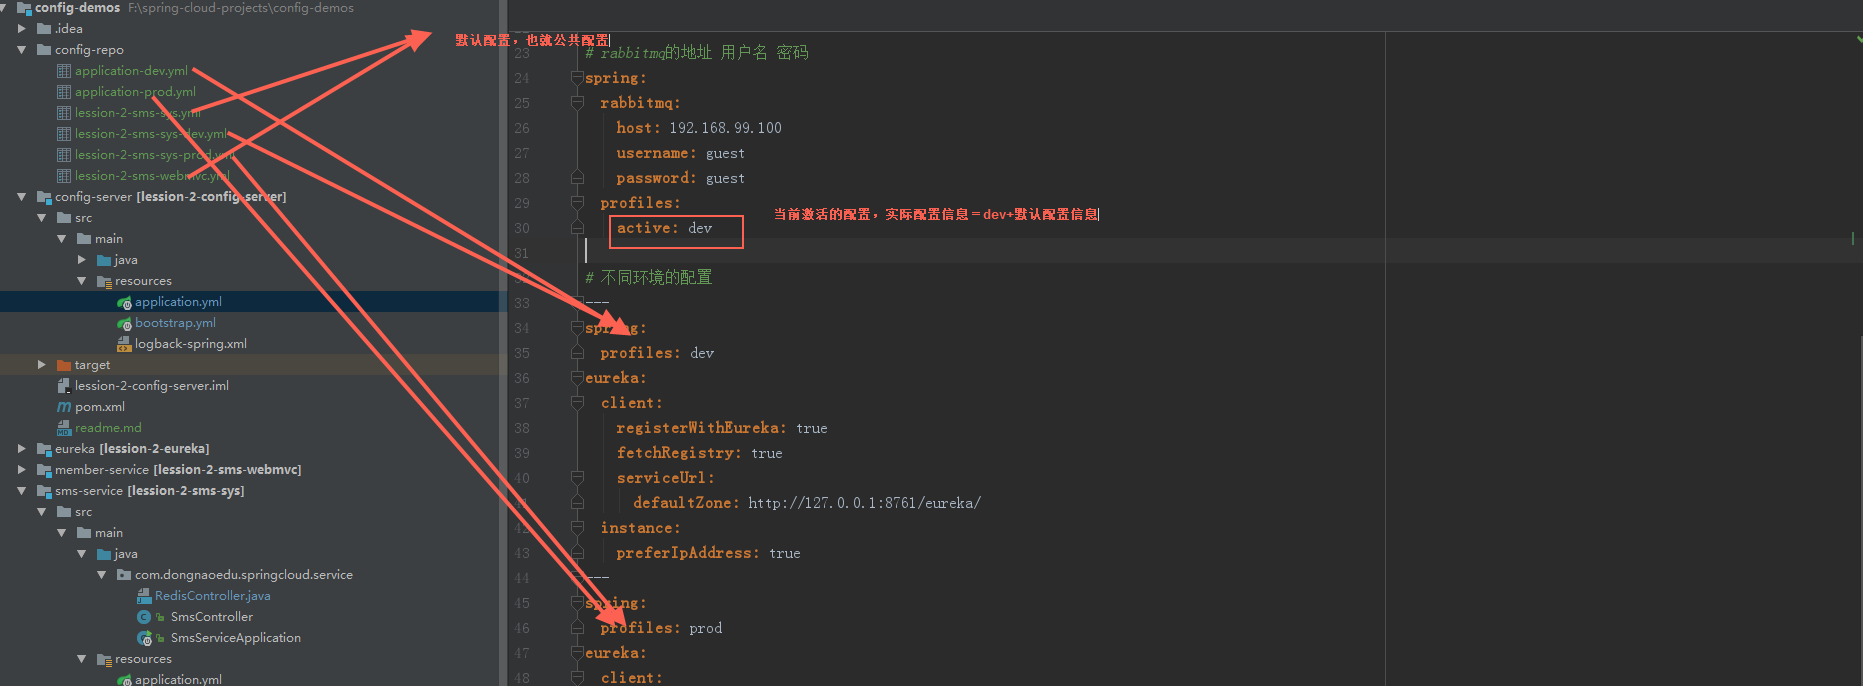 config-demos F:\spring-cloud-projects\config-demos
.idea
config-repo
application-dev.yml
application-prod.yml
lession-2-sms-sys.yml
lession-2-sms-sys-dev.yml
lession-2-sms-sys-prod.yml
lession-2-sms-webmvc.yml
config-server [lession-2-config-server]
src
main
java
resources
application.yml
bootstrap.yml
logback-spring.xml
target
lession-2-config-server.iml
pom.xml
readme.md
eureka [lession-2-eureka]
member-service [lession-2-sms-webmvc]
sms-service [lession-2-sms-sys]
src
main
java
com.dongnaoedu.springcloud.service
RedisController.java
SmsController
SmsServiceApplication
resources
application.yml
默认配置，也就公共配置
23 # rabbitmq的地址 用户名 密码
24 spring:
25 rabbitmq:
26 host: 192.168.99.100
27 username: guest
28 password: guest
29 profiles:
30 active: dev
当前激活的配置，实际配置信息＝dev+默认配置信息
31
32 # 不同环境的配置
33 ---
34 spring:
35 profiles: dev
36 eureka:
37 client:
38 registerWithEureka: true
39 fetchRegistry: true
40 serviceUrl:
41 defaultZone: http://127.0.0.1:8761/eureka/
42 instance:
43 preferIpAddress: true
44 ---
45 spring:
46 profiles: prod
47 eureka:
48 client: